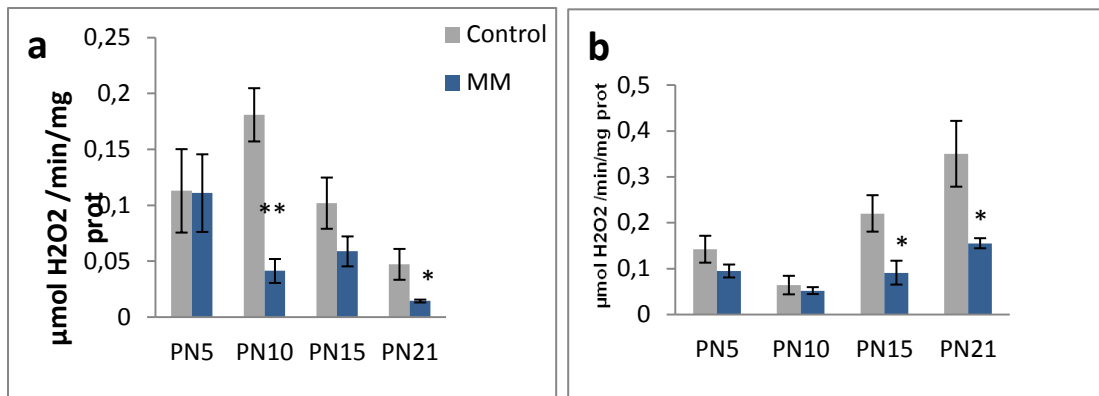 a
0,25
0,2
0,15
0,1
0,05
0
µmol H2O2 /min/mg
prot
Control
MM
**
*
PN5 PN10 PN15 PN21
b
0,5
0,4
0,3
0,2
0,1
0
µmol H2O2 /min/mg prot
*
*
PN5 PN10 PN15 PN21